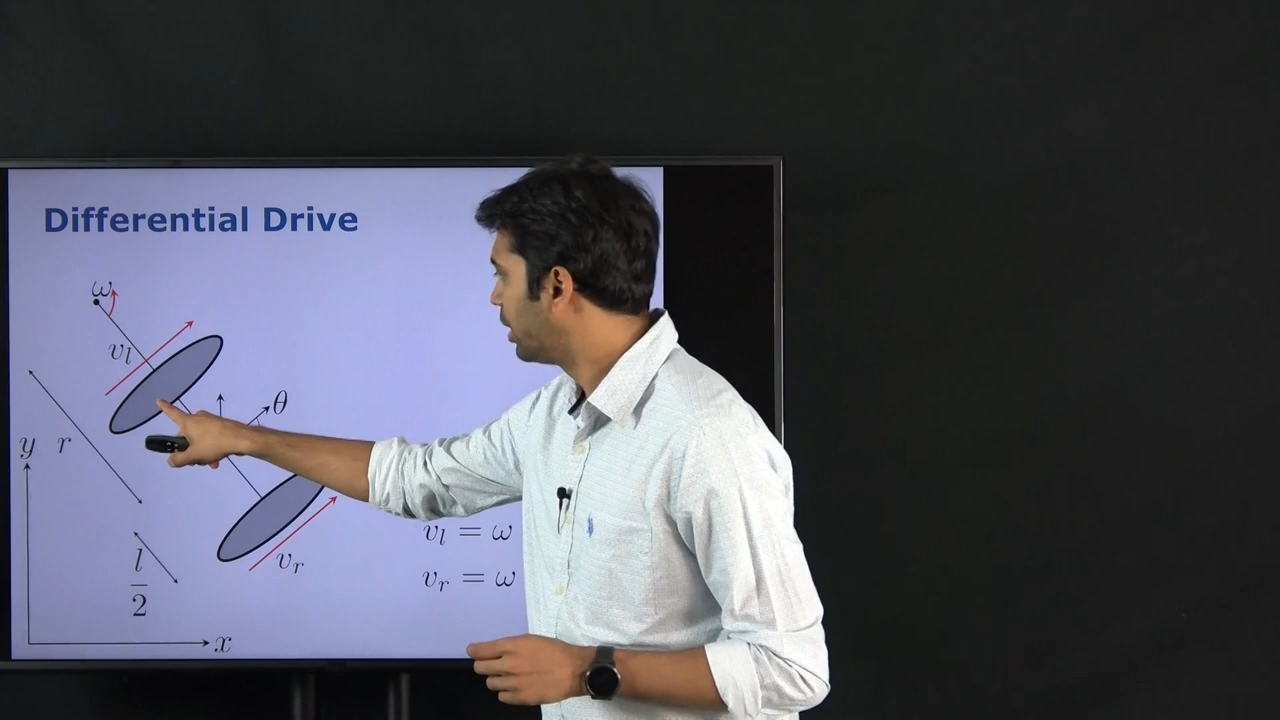 Differential Drive
ω
v_l
θ
y r
v_l = ω
v_r
v_r = ω
l
2
x